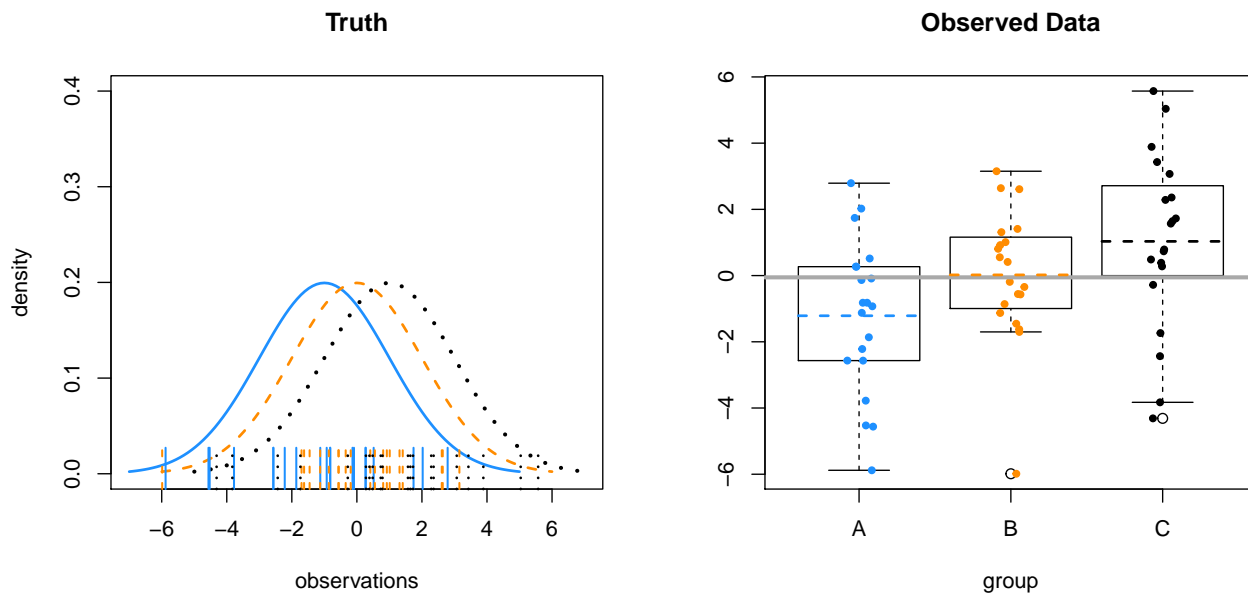 Truth
density
0.0
0.1
0.2
0.3
0.4
−6 −4 −2 0 2 4 6
observations
Observed Data
6
4
2
0
−2
−4
−6
A B C
group